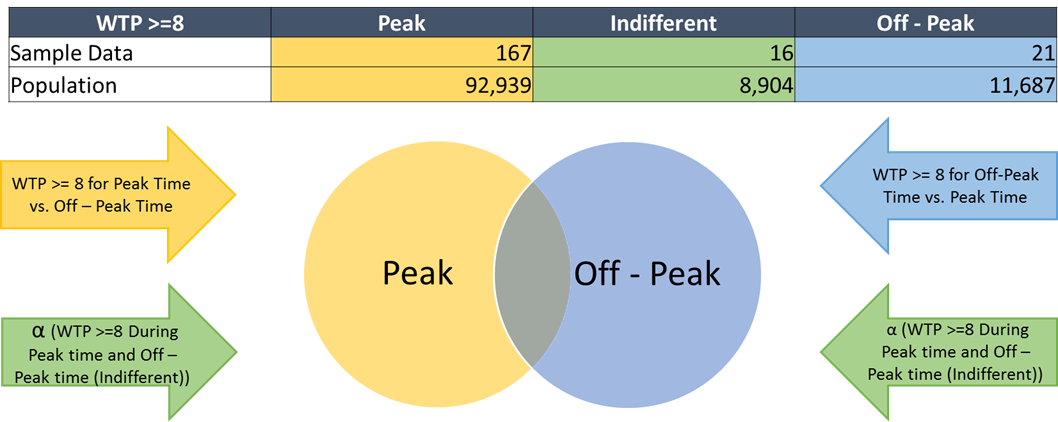 WTP >=8 Peak Indifferent Off - Peak
Sample Data 167 16 21
Population 92,939 8,904 11,687
WTP >= 8 for Peak Time
vs. Off – Peak Time
WTP >= 8 for Off-Peak
Time vs. Peak Time
Peak
Off - Peak
α (WTP >=8 During
Peak time and Off –
Peak time (Indifferent))
α (WTP >=8 During
Peak time and Off –
Peak time (Indifferent))